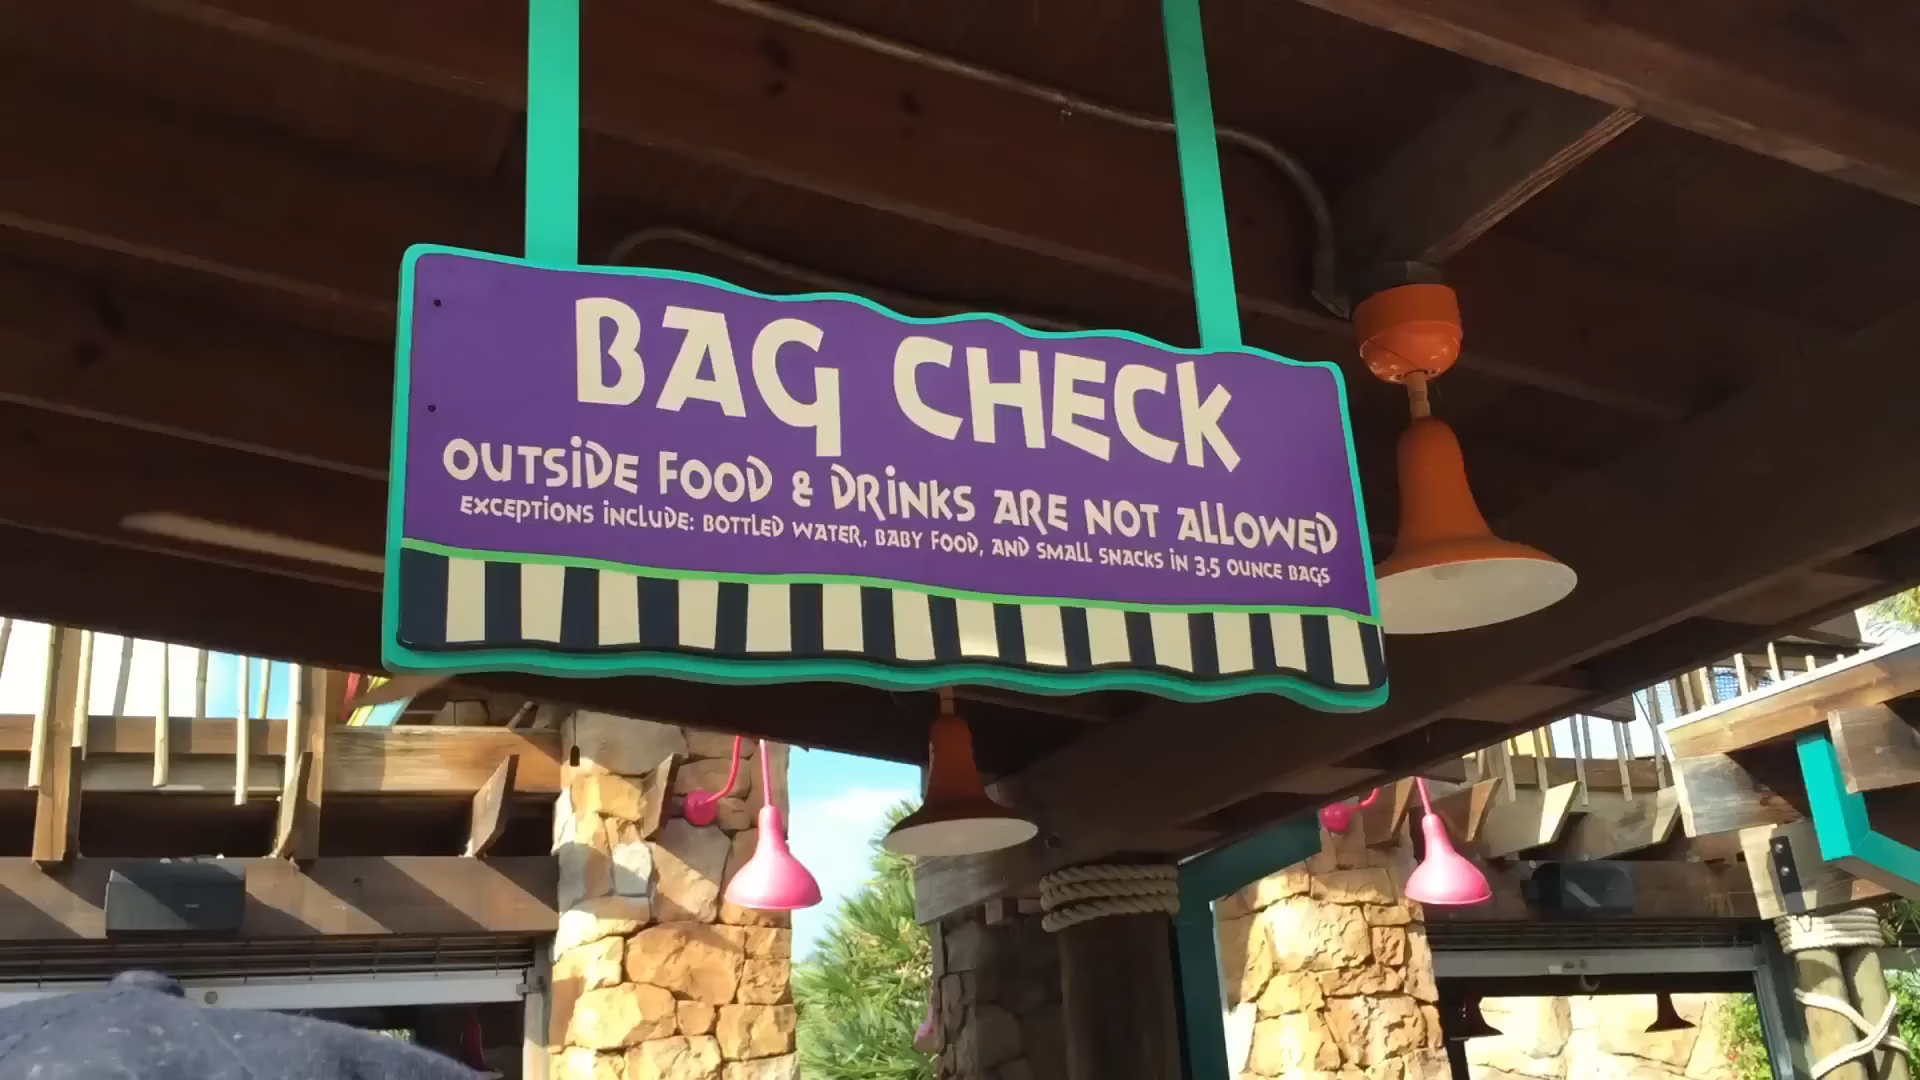 BAG CHECK
OUTSIDE FOOD & DRINKS ARE NOT ALLOWED
EXCEPTIONS INCLUDE: BOTTLED WATER, BABY FOOD, AND SMALL SNACKS IN 3.5 OUNCE BAGS